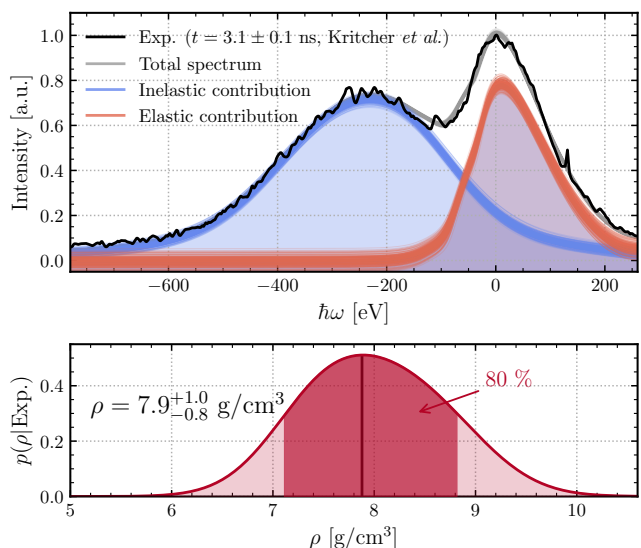 Exp. (t = 3.1 ± 0.1 ns, Kritcher et al.)
Total spectrum
Inelastic contribution
Elastic contribution
Intensity [a.u.]
1.0
0.8
0.6
0.4
0.2
0.0
−600 −400 −200 0 200
ħω [eV]
ρ = 7.9+1.0−0.8 g/cm³
80 %
p(ρ|Exp.)
0.4
0.2
0.0
5 6 7 8 9 10
ρ [g/cm³]